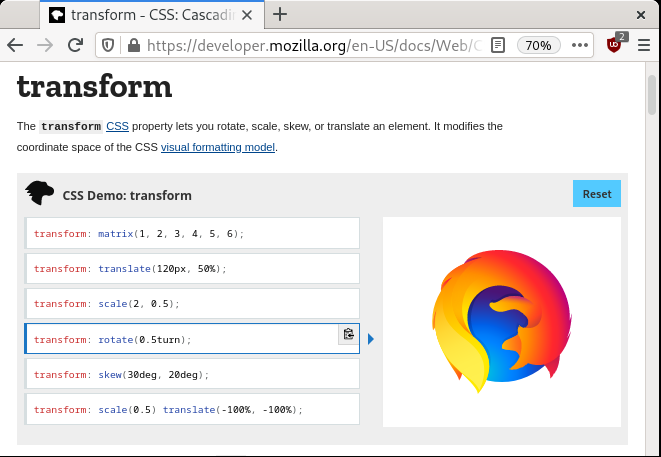 transform - CSS: Cascadi
https://developer.mozilla.org/en-US/docs/Web/C
70%
2
transform
The transform CSS property lets you rotate, scale, skew, or translate an element. It modifies the
coordinate space of the CSS visual formatting model.
CSS Demo: transform
Reset
transform: matrix(1, 2, 3, 4, 5, 6);
transform: translate(120px, 50%);
transform: scale(2, 0.5);
transform: rotate(0.5turn);
transform: skew(30deg, 20deg);
transform: scale(0.5) translate(-100%, -100%);